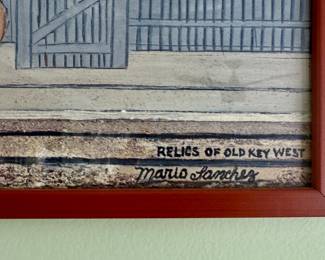 RELICS OF OLD KEY WEST
Mario Sanchez